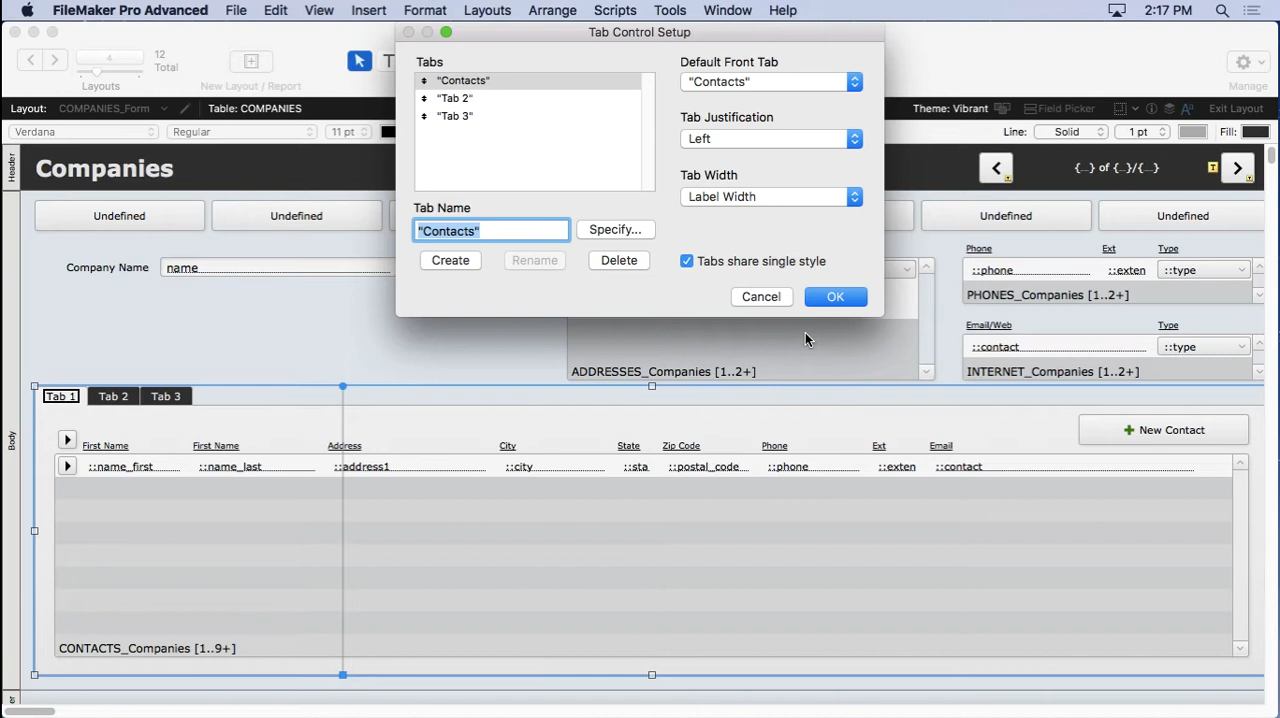 FileMaker Pro Advanced File Edit View Insert Format Layouts Arrange Scripts Tools Window Help 2:17 PM
Tab Control Setup
4
12
Total
T
Layouts
New Layout / Report
Manage
Tabs
"Contacts"
"Tab 2"
"Tab 3"
Default Front Tab
"Contacts"
Tab Justification
Left
Tab Width
Label Width
Tab Name
"Contacts"
Specify...
Create Rename Delete
Tabs share single style
Cancel OK
Layout: COMPANIES_Form Table: COMPANIES Theme: Vibrant Field Picker Exit Layout
Verdana Regular 11 pt Line: Solid 1 pt Fill:
Header
Companies
{...} of {...}/{...} T
Undefined Undefined Undefined Undefined
Company Name name
Phone Ext Type
::phone ::exten ::type
PHONES_Companies [1..2+]
Email/Web Type
::contact ::type
ADDRESSES_Companies [1..2+]
INTERNET_Companies [1..2+]
Body
Tab 1 Tab 2 Tab 3
New Contact
First Name First Name Address City State Zip Code Phone Ext Email
::name_first ::name_last ::address1 ::city ::sta ::postal_code ::phone ::exten ::contact
CONTACTS_Companies [1..9+]